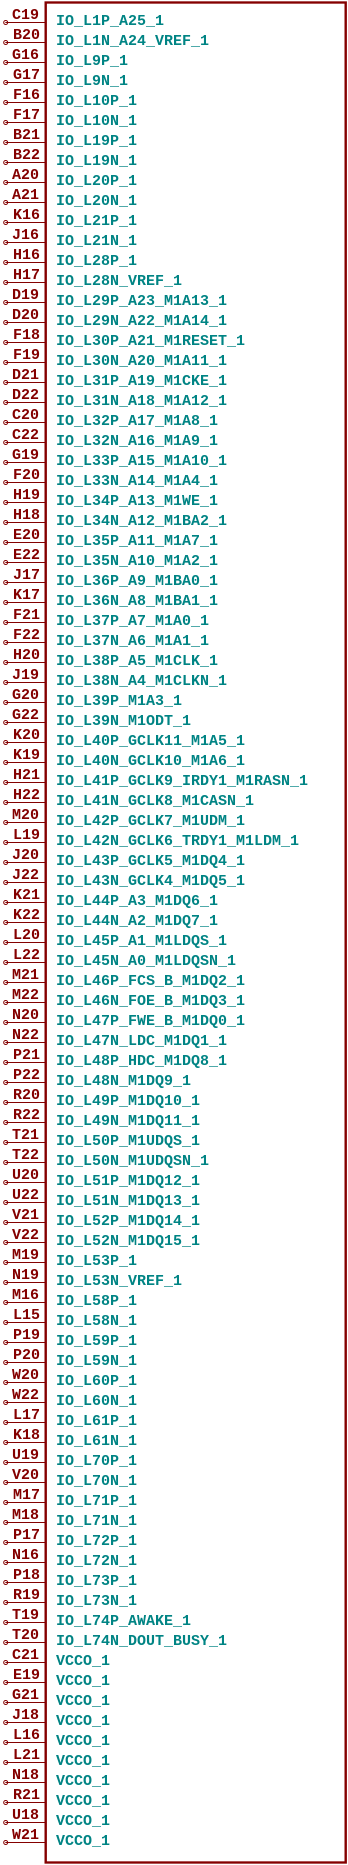 C19 IO_L1P_A25_1
B20 IO_L1N_A24_VREF_1
G16 IO_L9P_1
G17 IO_L9N_1
F16 IO_L10P_1
F17 IO_L10N_1
B21 IO_L19P_1
B22 IO_L19N_1
A20 IO_L20P_1
A21 IO_L20N_1
K16 IO_L21P_1
J16 IO_L21N_1
H16 IO_L28P_1
H17 IO_L28N_VREF_1
D19 IO_L29P_A23_M1A13_1
D20 IO_L29N_A22_M1A14_1
F18 IO_L30P_A21_M1RESET_1
F19 IO_L30N_A20_M1A11_1
D21 IO_L31P_A19_M1CKE_1
D22 IO_L31N_A18_M1A12_1
C20 IO_L32P_A17_M1A8_1
C22 IO_L32N_A16_M1A9_1
G19 IO_L33P_A15_M1A10_1
F20 IO_L33N_A14_M1A4_1
H19 IO_L34P_A13_M1WE_1
H18 IO_L34N_A12_M1BA2_1
E20 IO_L35P_A11_M1A7_1
E22 IO_L35N_A10_M1A2_1
J17 IO_L36P_A9_M1BA0_1
K17 IO_L36N_A8_M1BA1_1
F21 IO_L37P_A7_M1A0_1
F22 IO_L37N_A6_M1A1_1
H20 IO_L38P_A5_M1CLK_1
J19 IO_L38N_A4_M1CLKN_1
G20 IO_L39P_M1A3_1
G22 IO_L39N_M1ODT_1
K20 IO_L40P_GCLK11_M1A5_1
K19 IO_L40N_GCLK10_M1A6_1
H21 IO_L41P_GCLK9_IRDY1_M1RASN_1
H22 IO_L41N_GCLK8_M1CASN_1
M20 IO_L42P_GCLK7_M1UDM_1
L19 IO_L42N_GCLK6_TRDY1_M1LDM_1
J20 IO_L43P_GCLK5_M1DQ4_1
J22 IO_L43N_GCLK4_M1DQ5_1
K21 IO_L44P_A3_M1DQ6_1
K22 IO_L44N_A2_M1DQ7_1
L20 IO_L45P_A1_M1LDQS_1
L22 IO_L45N_A0_M1LDQSN_1
M21 IO_L46P_FCS_B_M1DQ2_1
M22 IO_L46N_FOE_B_M1DQ3_1
N20 IO_L47P_FWE_B_M1DQ0_1
N22 IO_L47N_LDC_M1DQ1_1
P21 IO_L48P_HDC_M1DQ8_1
P22 IO_L48N_M1DQ9_1
R20 IO_L49P_M1DQ10_1
R22 IO_L49N_M1DQ11_1
T21 IO_L50P_M1UDQS_1
T22 IO_L50N_M1UDQSN_1
U20 IO_L51P_M1DQ12_1
U22 IO_L51N_M1DQ13_1
V21 IO_L52P_M1DQ14_1
V22 IO_L52N_M1DQ15_1
M19 IO_L53P_1
N19 IO_L53N_VREF_1
M16 IO_L58P_1
L15 IO_L58N_1
P19 IO_L59P_1
P20 IO_L59N_1
W20 IO_L60P_1
W22 IO_L60N_1
L17 IO_L61P_1
K18 IO_L61N_1
U19 IO_L70P_1
V20 IO_L70N_1
M17 IO_L71P_1
M18 IO_L71N_1
P17 IO_L72P_1
N16 IO_L72N_1
P18 IO_L73P_1
R19 IO_L73N_1
T19 IO_L74P_AWAKE_1
T20 IO_L74N_DOUT_BUSY_1
C21 VCCO_1
E19 VCCO_1
G21 VCCO_1
J18 VCCO_1
L16 VCCO_1
L21 VCCO_1
N18 VCCO_1
R21 VCCO_1
U18 VCCO_1
W21 VCCO_1